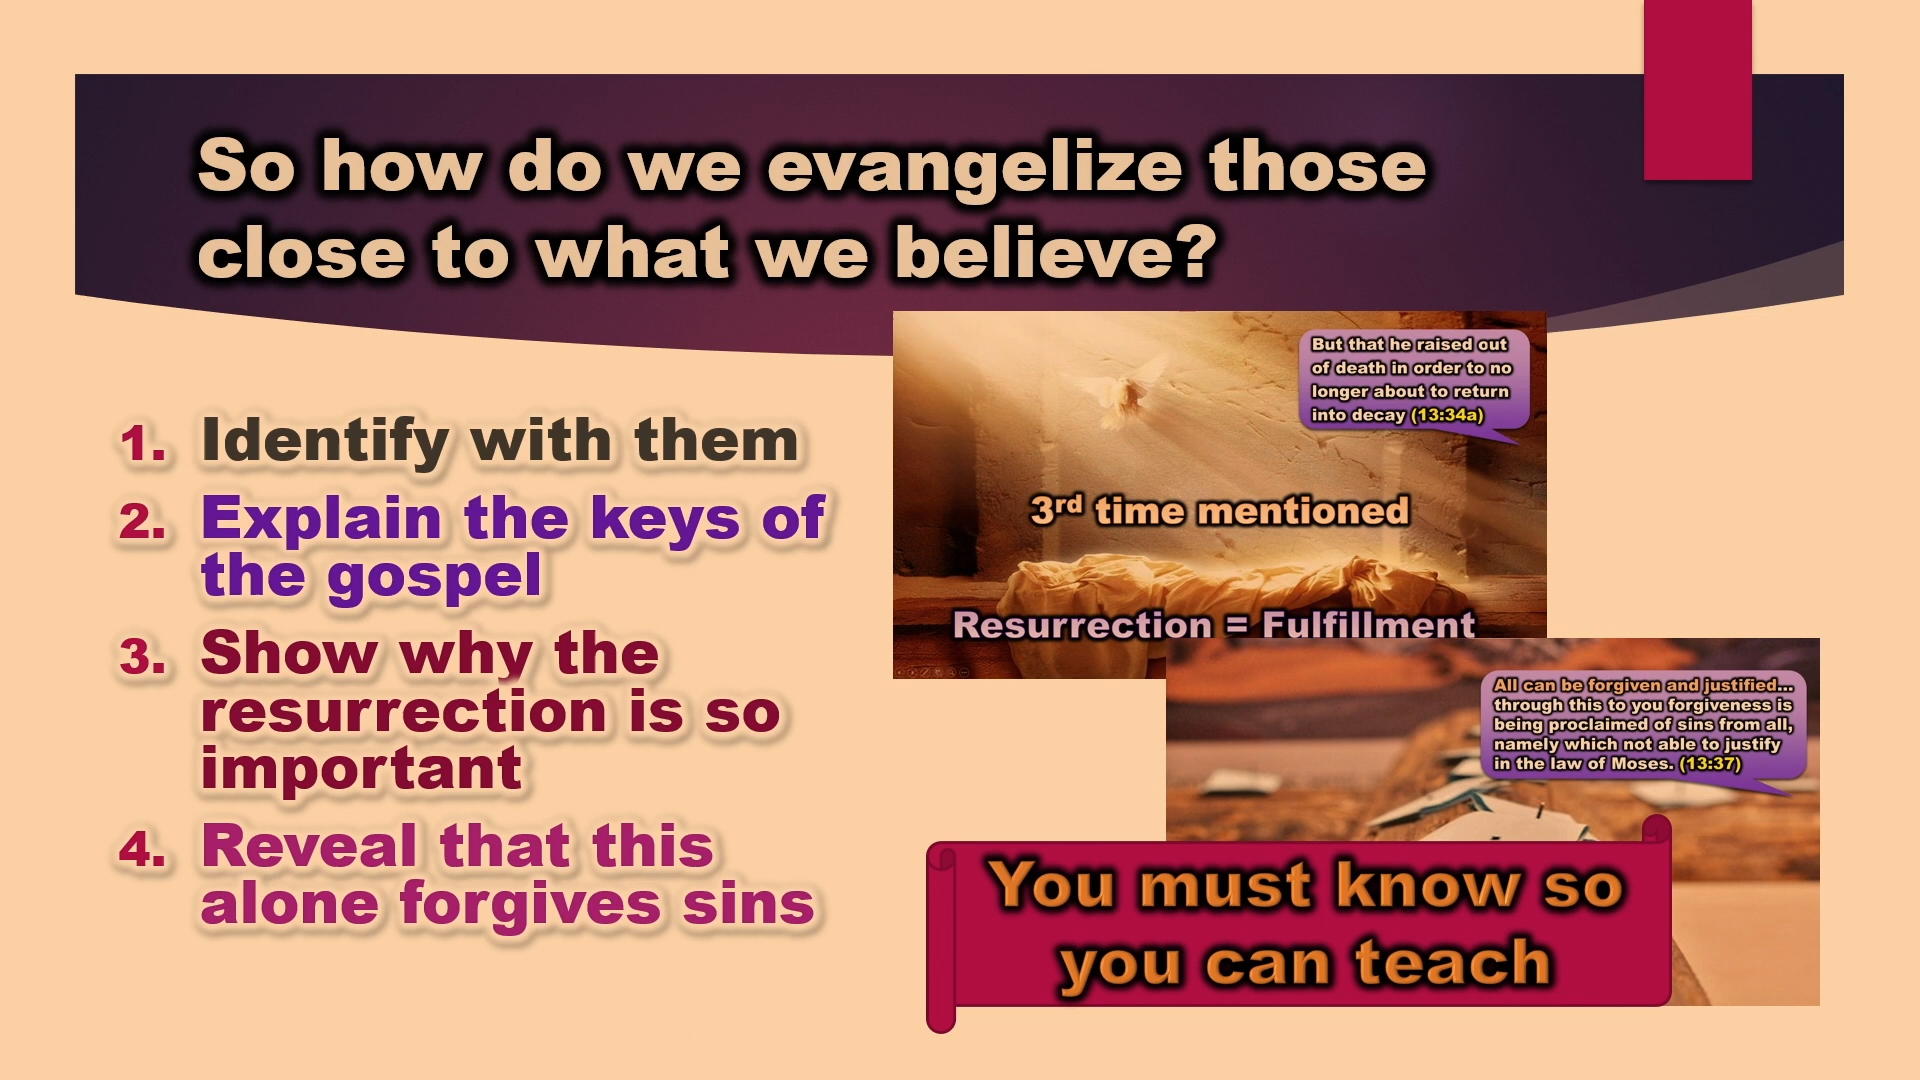 So how do we evangelize those
close to what we believe?
1. Identify with them
2. Explain the keys of
the gospel
3. Show why the
resurrection is so
important
4. Reveal that this
alone forgives sins
But that he raised out
of death in order to no
longer about to return
into decay (13:34a)
3rd time mentioned
Resurrection = Fulfillment
All can be forgiven and justified...
through this to you forgiveness is
being proclaimed of sins from all,
namely which not able to justify
in the law of Moses. (13:37)
You must know so
you can teach